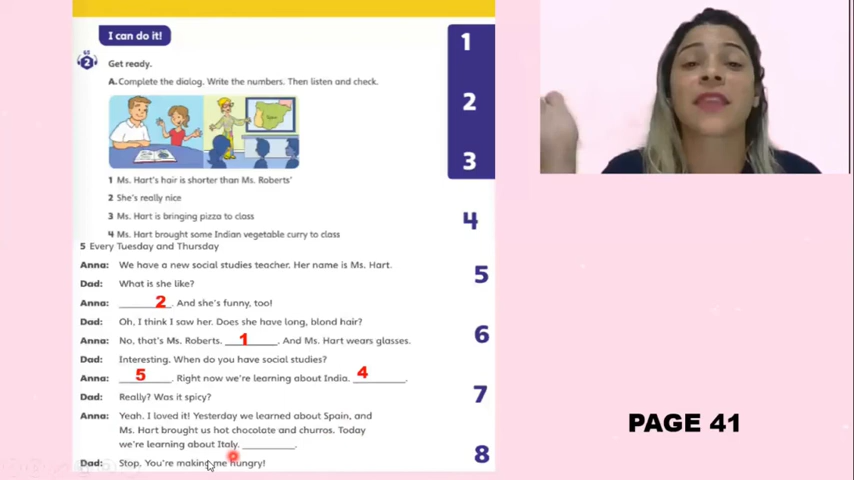 I can do it!
2
Get ready.
A. Complete the dialog. Write the numbers. Then listen and check.
Spain
1 Ms. Hart's hair is shorter than Ms. Roberts'
2 She's really nice
3 Ms. Hart is bringing pizza to class
4 Ms. Hart brought some Indian vegetable curry to class
5 Every Tuesday and Thursday
Anna: We have a new social studies teacher. Her name is Ms. Hart.
Dad: What is she like?
Anna: 2. And she's funny, too!
Dad: Oh, I think I saw her. Does she have long, blond hair?
Anna: No, that's Ms. Roberts. 1. And Ms. Hart wears glasses.
Dad: Interesting. When do you have social studies?
Anna: 5. Right now we're learning about India. 4.
Dad: Really? Was it spicy?
Anna: Yeah. I loved it! Yesterday we learned about Spain, and
Ms. Hart brought us hot chocolate and churros. Today
we're learning about Italy. ________.
Dad: Stop. You're making me hungry!
1
2
3
4
5
6
7
8
PAGE 41